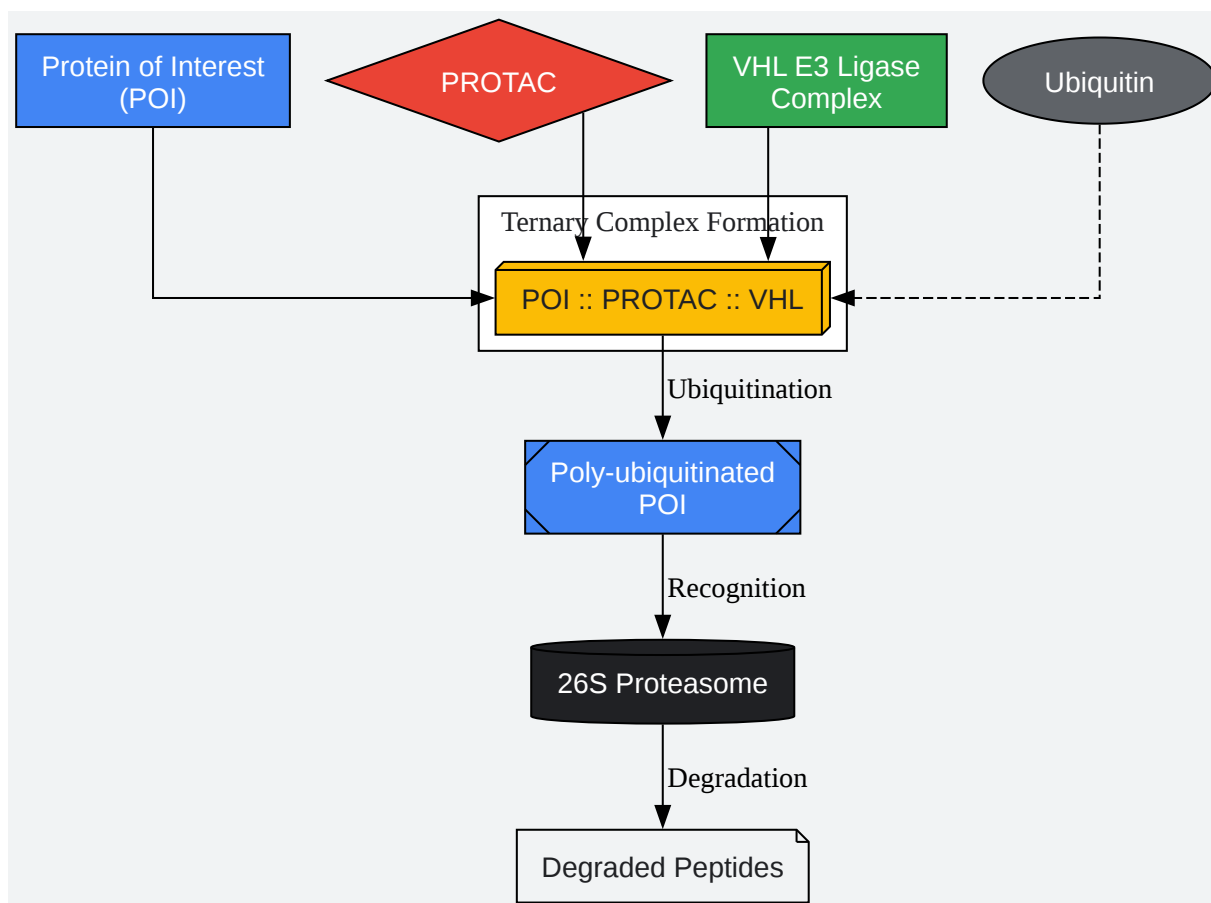 Protein of Interest
(POI)
PROTAC
VHL E3 Ligase
Complex
Ubiquitin
Ternary Complex Formation
POI :: PROTAC :: VHL
Ubiquitination
Poly-ubiquitinated
POI
Recognition
26S Proteasome
Degradation
Degraded Peptides